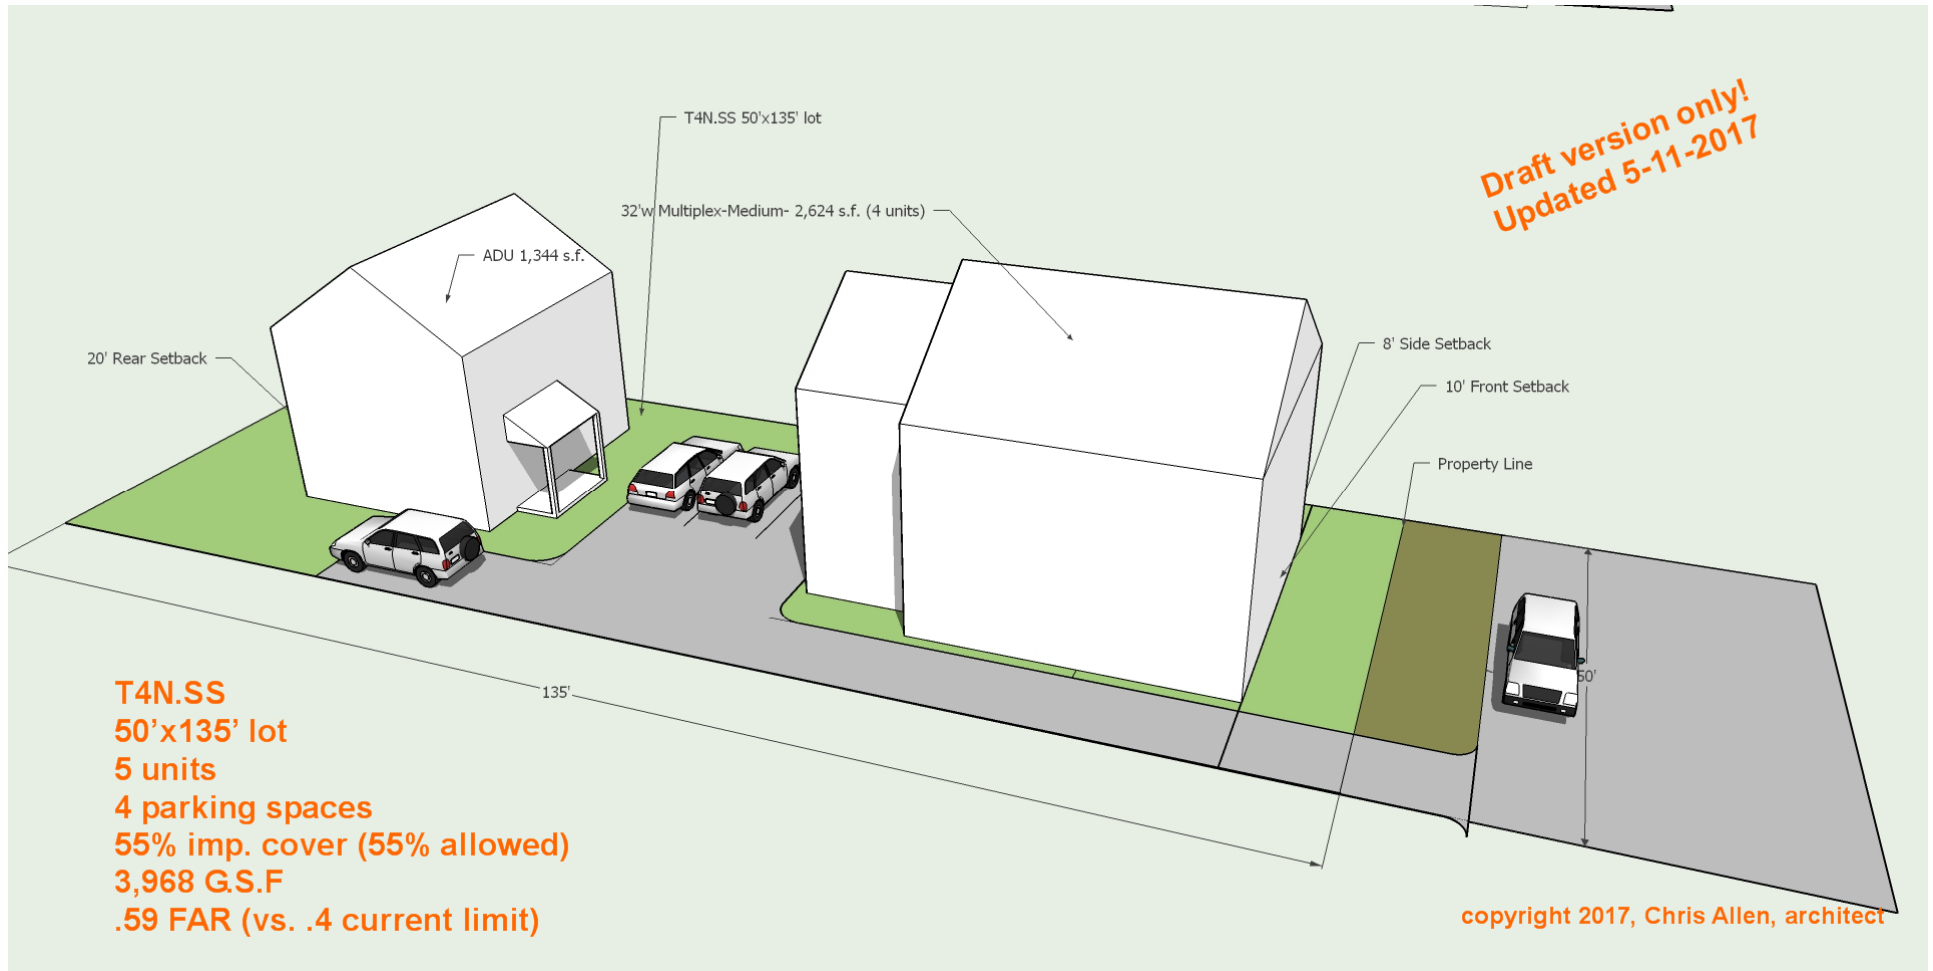 T4N.SS 50'x135' lot
Draft version only!
Updated 5-11-2017
32'w Multiplex-Medium- 2,624 s.f. (4 units)
ADU 1,344 s.f.
20' Rear Setback
8' Side Setback
10' Front Setback
Property Line
50'
135'
T4N.SS
50’x135’ lot
5 units
4 parking spaces
55% imp. cover (55% allowed)
3,968 G.S.F
.59 FAR (vs. .4 current limit)
copyright 2017, Chris Allen, architect